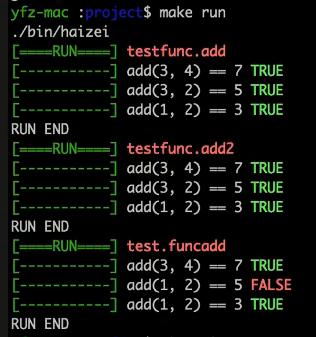 yfz-mac :project$ make run
./bin/haizei
[====RUN====] testfunc.add
[-----------] add(3, 4) == 7 TRUE
[-----------] add(3, 2) == 5 TRUE
[-----------] add(1, 2) == 3 TRUE
RUN END
[====RUN====] testfunc.add2
[-----------] add(3, 4) == 7 TRUE
[-----------] add(3, 2) == 5 TRUE
[-----------] add(1, 2) == 3 TRUE
RUN END
[====RUN====] test.funcadd
[-----------] add(3, 4) == 7 TRUE
[-----------] add(1, 2) == 5 FALSE
[-----------] add(1, 2) == 3 TRUE
RUN END